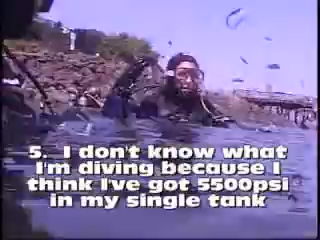 5.  I don't know what
I'm diving because I
think I've got 5500psi
in my single tank